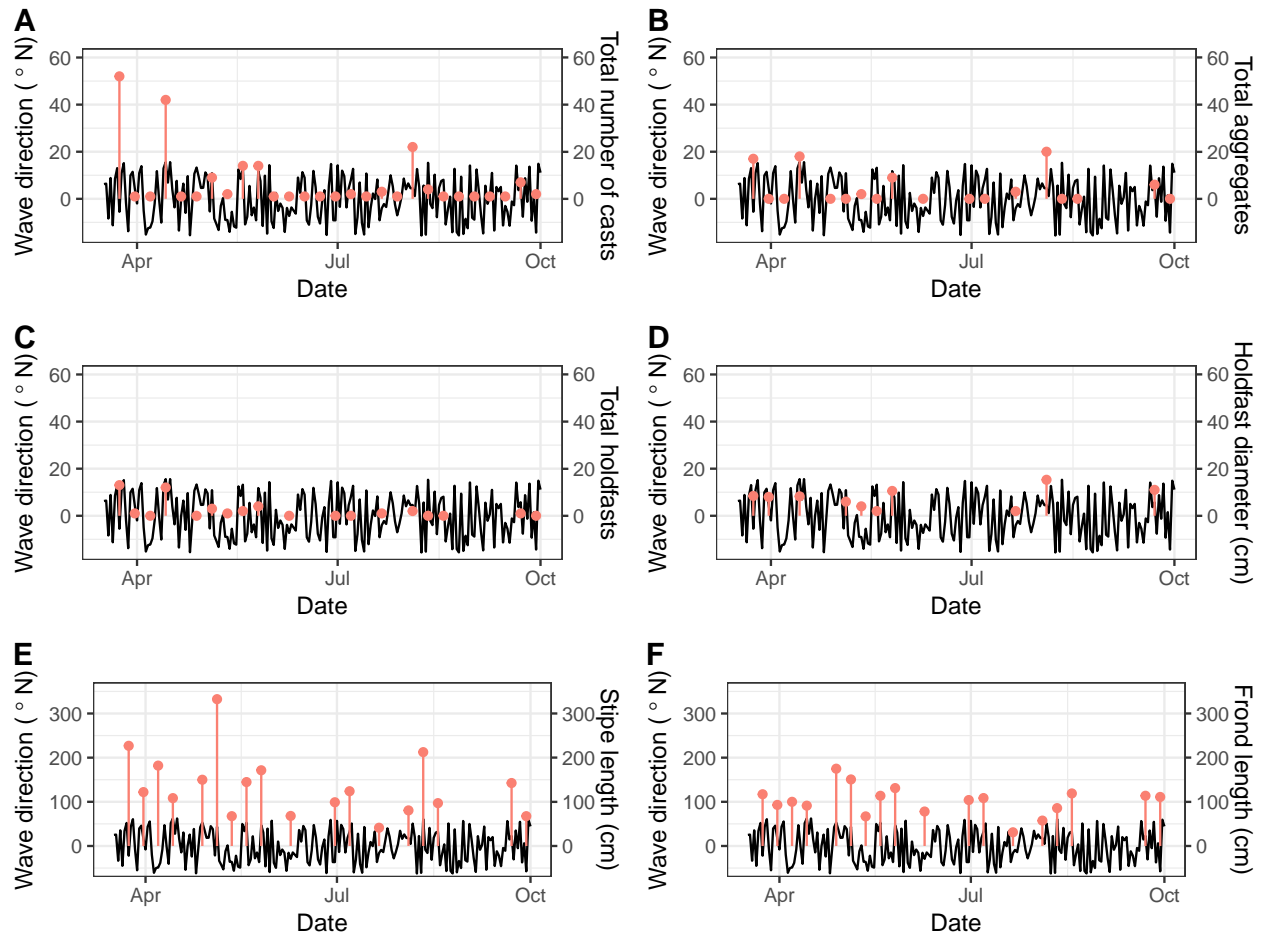 A
Wave direction ( ° N)
60
40
20
0
60
40
20
0
Total number of casts
Apr
Jul
Oct
Date
B
Wave direction ( ° N)
60
40
20
0
60
40
20
0
Total aggregates
Apr
Jul
Oct
Date
C
Wave direction ( ° N)
60
40
20
0
60
40
20
0
Total holdfasts
Apr
Jul
Oct
Date
D
Wave direction ( ° N)
60
40
20
0
60
40
20
0
Holdfast diameter (cm)
Apr
Jul
Oct
Date
E
Wave direction ( ° N)
300
200
100
0
300
200
100
0
Stipe length (cm)
Apr
Jul
Oct
Date
F
Wave direction ( ° N)
300
200
100
0
300
200
100
0
Frond length (cm)
Apr
Jul
Oct
Date